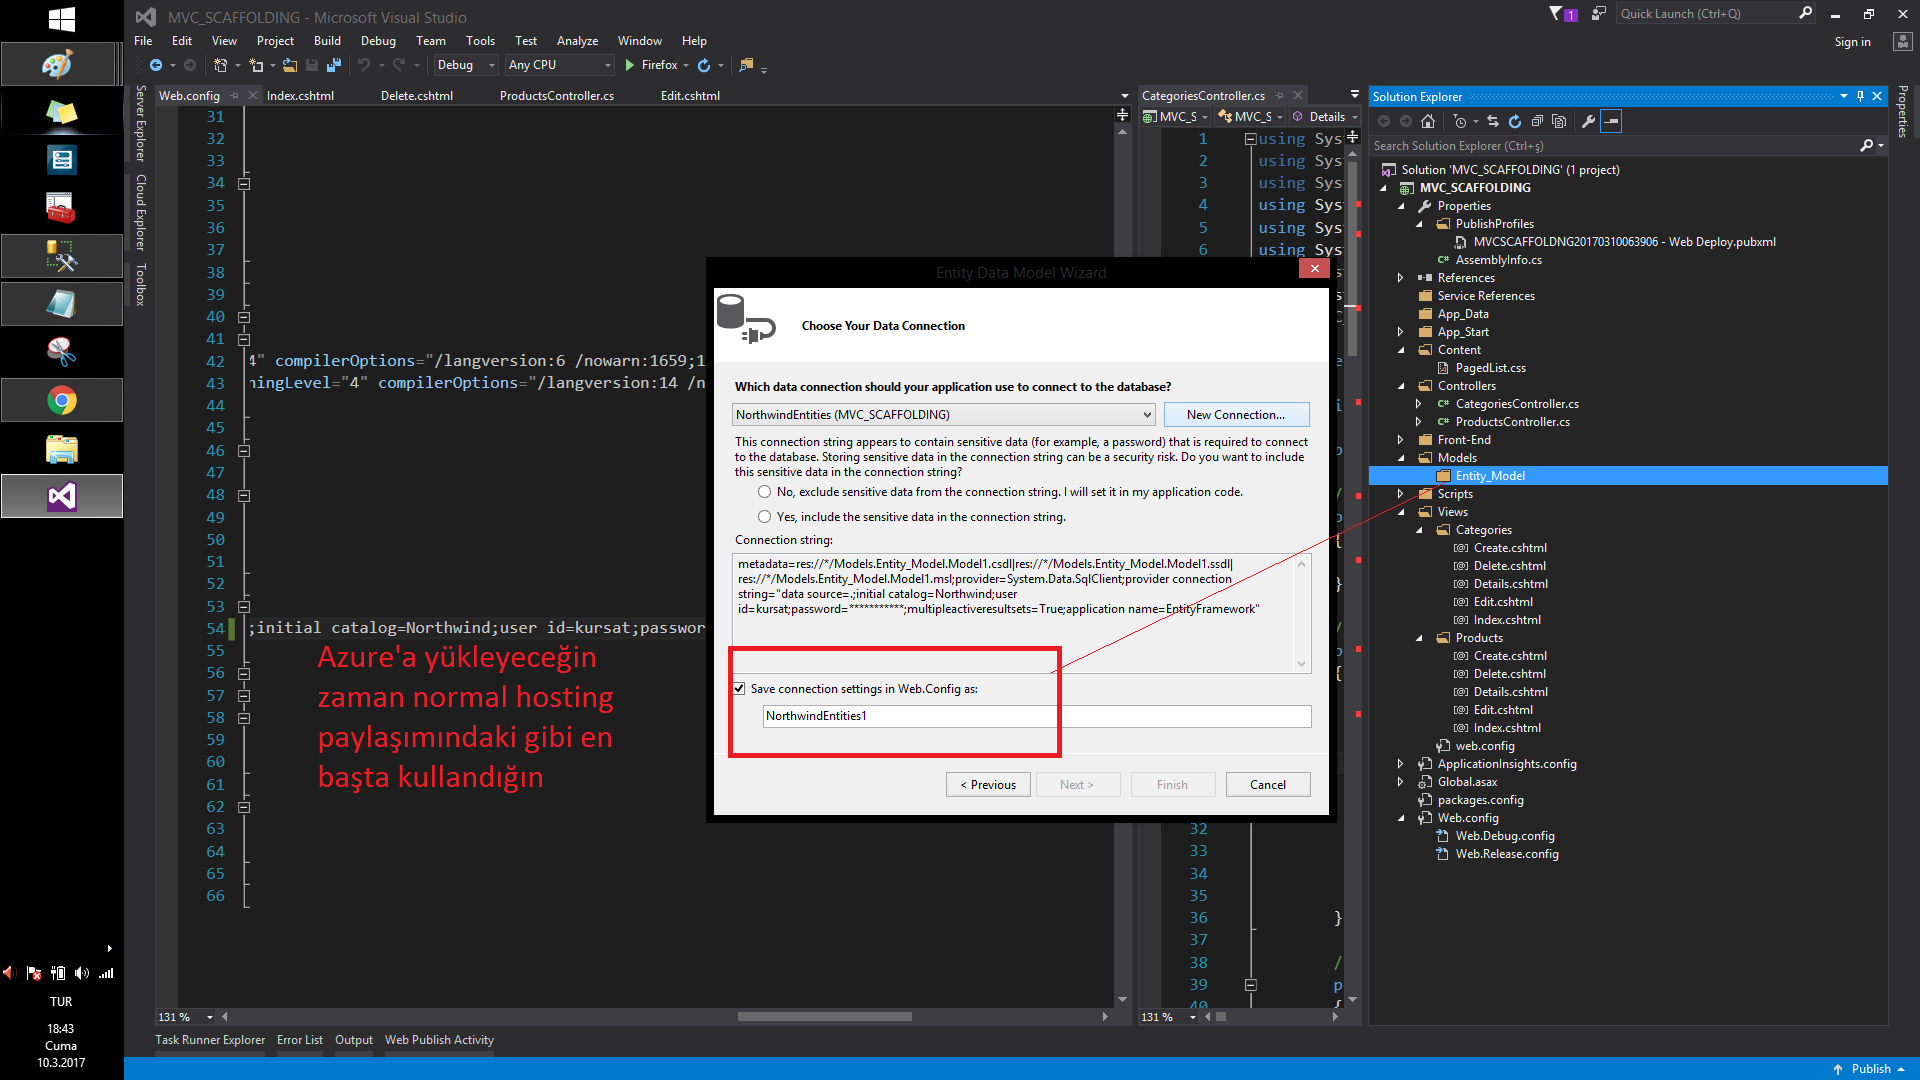 MVC_SCAFFOLDING - Microsoft Visual Studio
1
Quick Launch (Ctrl+Q)
File Edit View Project Build Debug Team Tools Test Analyze Window Help
Sign in
Debug Any CPU Firefox
Server Explorer
Cloud Explorer
Toolbox
Web.config Index.cshtml Delete.cshtml ProductsController.cs Edit.cshtml
31
32
33
34
35
36
37
38
39
40
41
42 4" compilerOptions="/langversion:6 /nowarn:1659;1
43 ningLevel="4" compilerOptions="/langversion:14 /n
44
45
46
47
48
49
50
51
52
53
54 ;initial catalog=Northwind;user id=kursat;passwor
55
56
57
58
59
60
61
62
63
64
65
66
Azure'a yükleyeceğin
zaman normal hosting
paylaşımındaki gibi en
başta kullandığın
131 %
CategoriesController.cs
MVC_S MVC_S Details
1 using Sys
2 using Sys
3 using Sys
4 using Sys
5 using Sys
6 using Sys
Entity Data Model Wizard
Choose Your Data Connection
Which data connection should your application use to connect to the database?
NorthwindEntities (MVC_SCAFFOLDING) New Connection...
This connection string appears to contain sensitive data (for example, a password) that is required to connect
to the database. Storing sensitive data in the connection string can be a security risk. Do you want to include
this sensitive data in the connection string?
No, exclude sensitive data from the connection string. I will set it in my application code.
Yes, include the sensitive data in the connection string.
Connection string:
metadata=res://*/Models.Entity_Model.Model1.csdl|res://*/Models.Entity_Model.Model1.ssdl|
res://*/Models.Entity_Model.Model1.msl;provider=System.Data.SqlClient;provider connection
string="data source=.;initial catalog=Northwind;user
id=kursat;password=***********;multipleactiveresultsets=True;application name=EntityFramework"
Save connection settings in Web.Config as:
NorthwindEntities1
< Previous Next > Finish Cancel
32
33
34
35
36 }
37
38 /
39 p
40 {
131 %
Solution Explorer
Search Solution Explorer (Ctrl+ş)
Solution 'MVC_SCAFFOLDING' (1 project)
MVC_SCAFFOLDING
Properties
PublishProfiles
MVCSCAFFOLDNG20170310063906 - Web Deploy.pubxml
AssemblyInfo.cs
References
Service References
App_Data
App_Start
Content
PagedList.css
Controllers
CategoriesController.cs
ProductsController.cs
Front-End
Models
Entity_Model
Scripts
Views
Categories
Create.cshtml
Delete.cshtml
Details.cshtml
Edit.cshtml
Index.cshtml
Products
Create.cshtml
Delete.cshtml
Details.cshtml
Edit.cshtml
Index.cshtml
web.config
ApplicationInsights.config
Global.asax
packages.config
Web.config
Web.Debug.config
Web.Release.config
Properties
Task Runner Explorer Error List Output Web Publish Activity
Publish
TUR
18:43
Cuma
10.3.2017